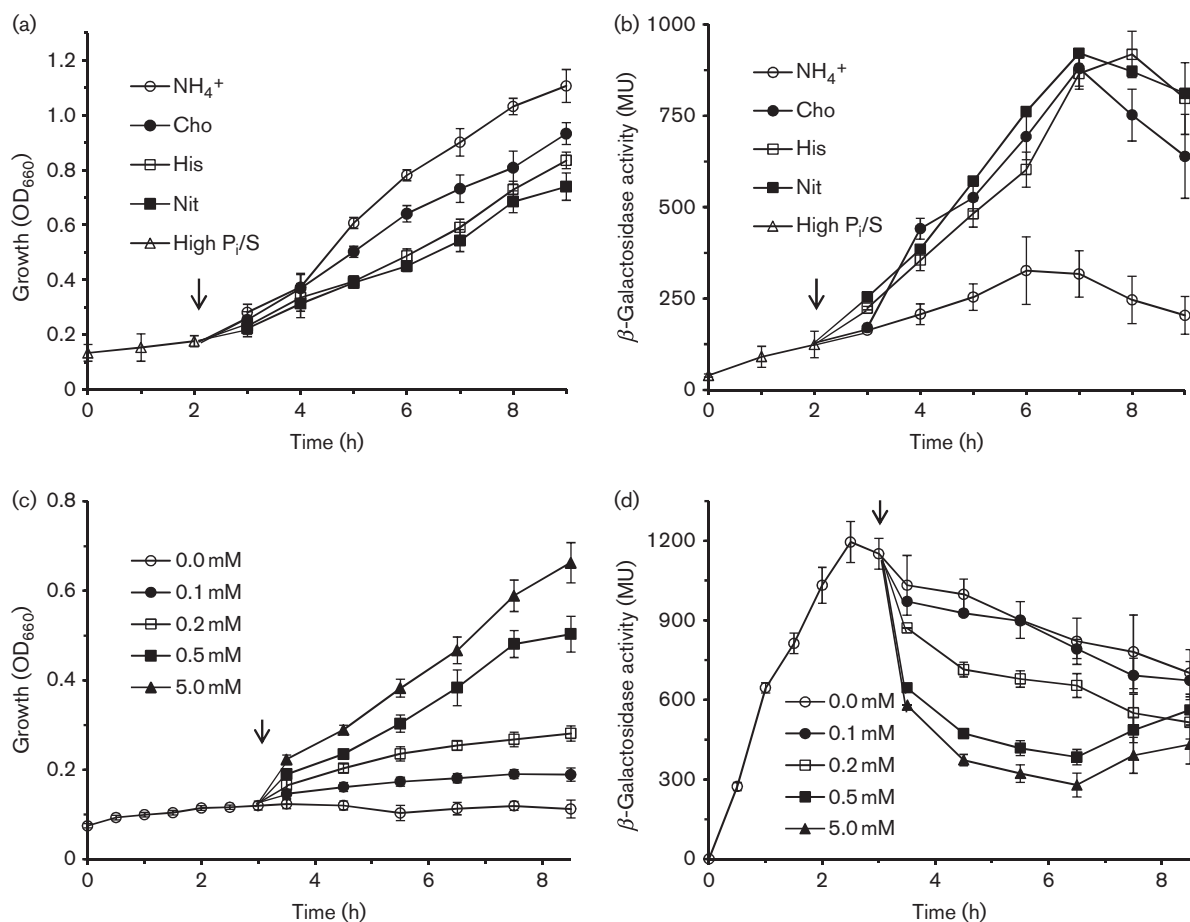 (a)
Growth (OD660)
1.2
1.0
0.8
0.6
0.4
0.2
0
NH4+
Cho
His
Nit
High Pi/S
0 2 4 6 8
Time (h)
(b)
β-Galactosidase activity (MU)
1000
750
500
250
0
NH4+
Cho
His
Nit
High Pi/S
0 2 4 6 8
Time (h)
(c)
Growth (OD660)
0.8
0.6
0.4
0.2
0
0.0 mM
0.1 mM
0.2 mM
0.5 mM
5.0 mM
0 2 4 6 8
Time (h)
(d)
β-Galactosidase activity (MU)
1200
900
600
300
0
0.0 mM
0.1 mM
0.2 mM
0.5 mM
5.0 mM
0 2 4 6 8
Time (h)